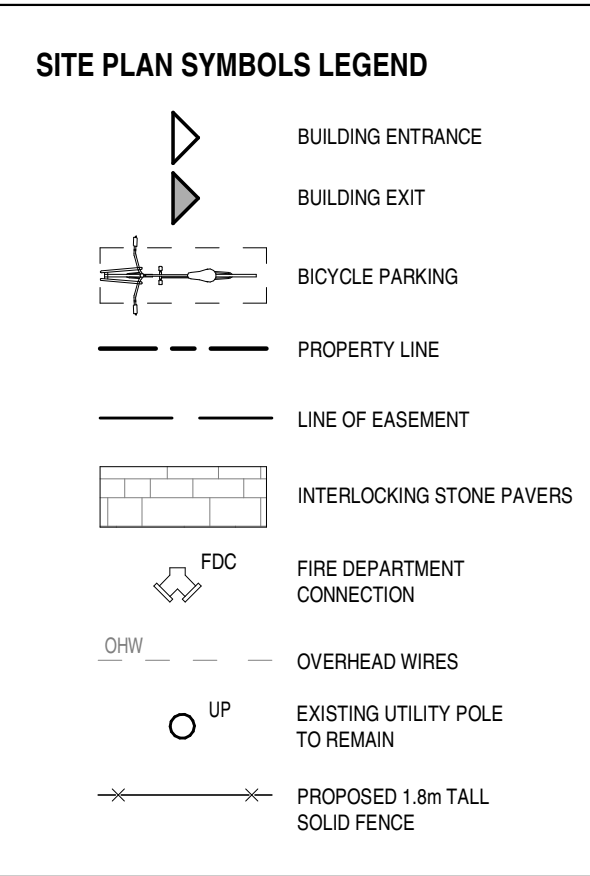 SITE PLAN SYMBOLS LEGEND
BUILDING ENTRANCE
BUILDING EXIT
BICYCLE PARKING
PROPERTY LINE
LINE OF EASEMENT
INTERLOCKING STONE PAVERS
FDC
FIRE DEPARTMENT
CONNECTION
OHW
OVERHEAD WIRES
UP
EXISTING UTILITY POLE
TO REMAIN
PROPOSED 1.8m TALL
SOLID FENCE